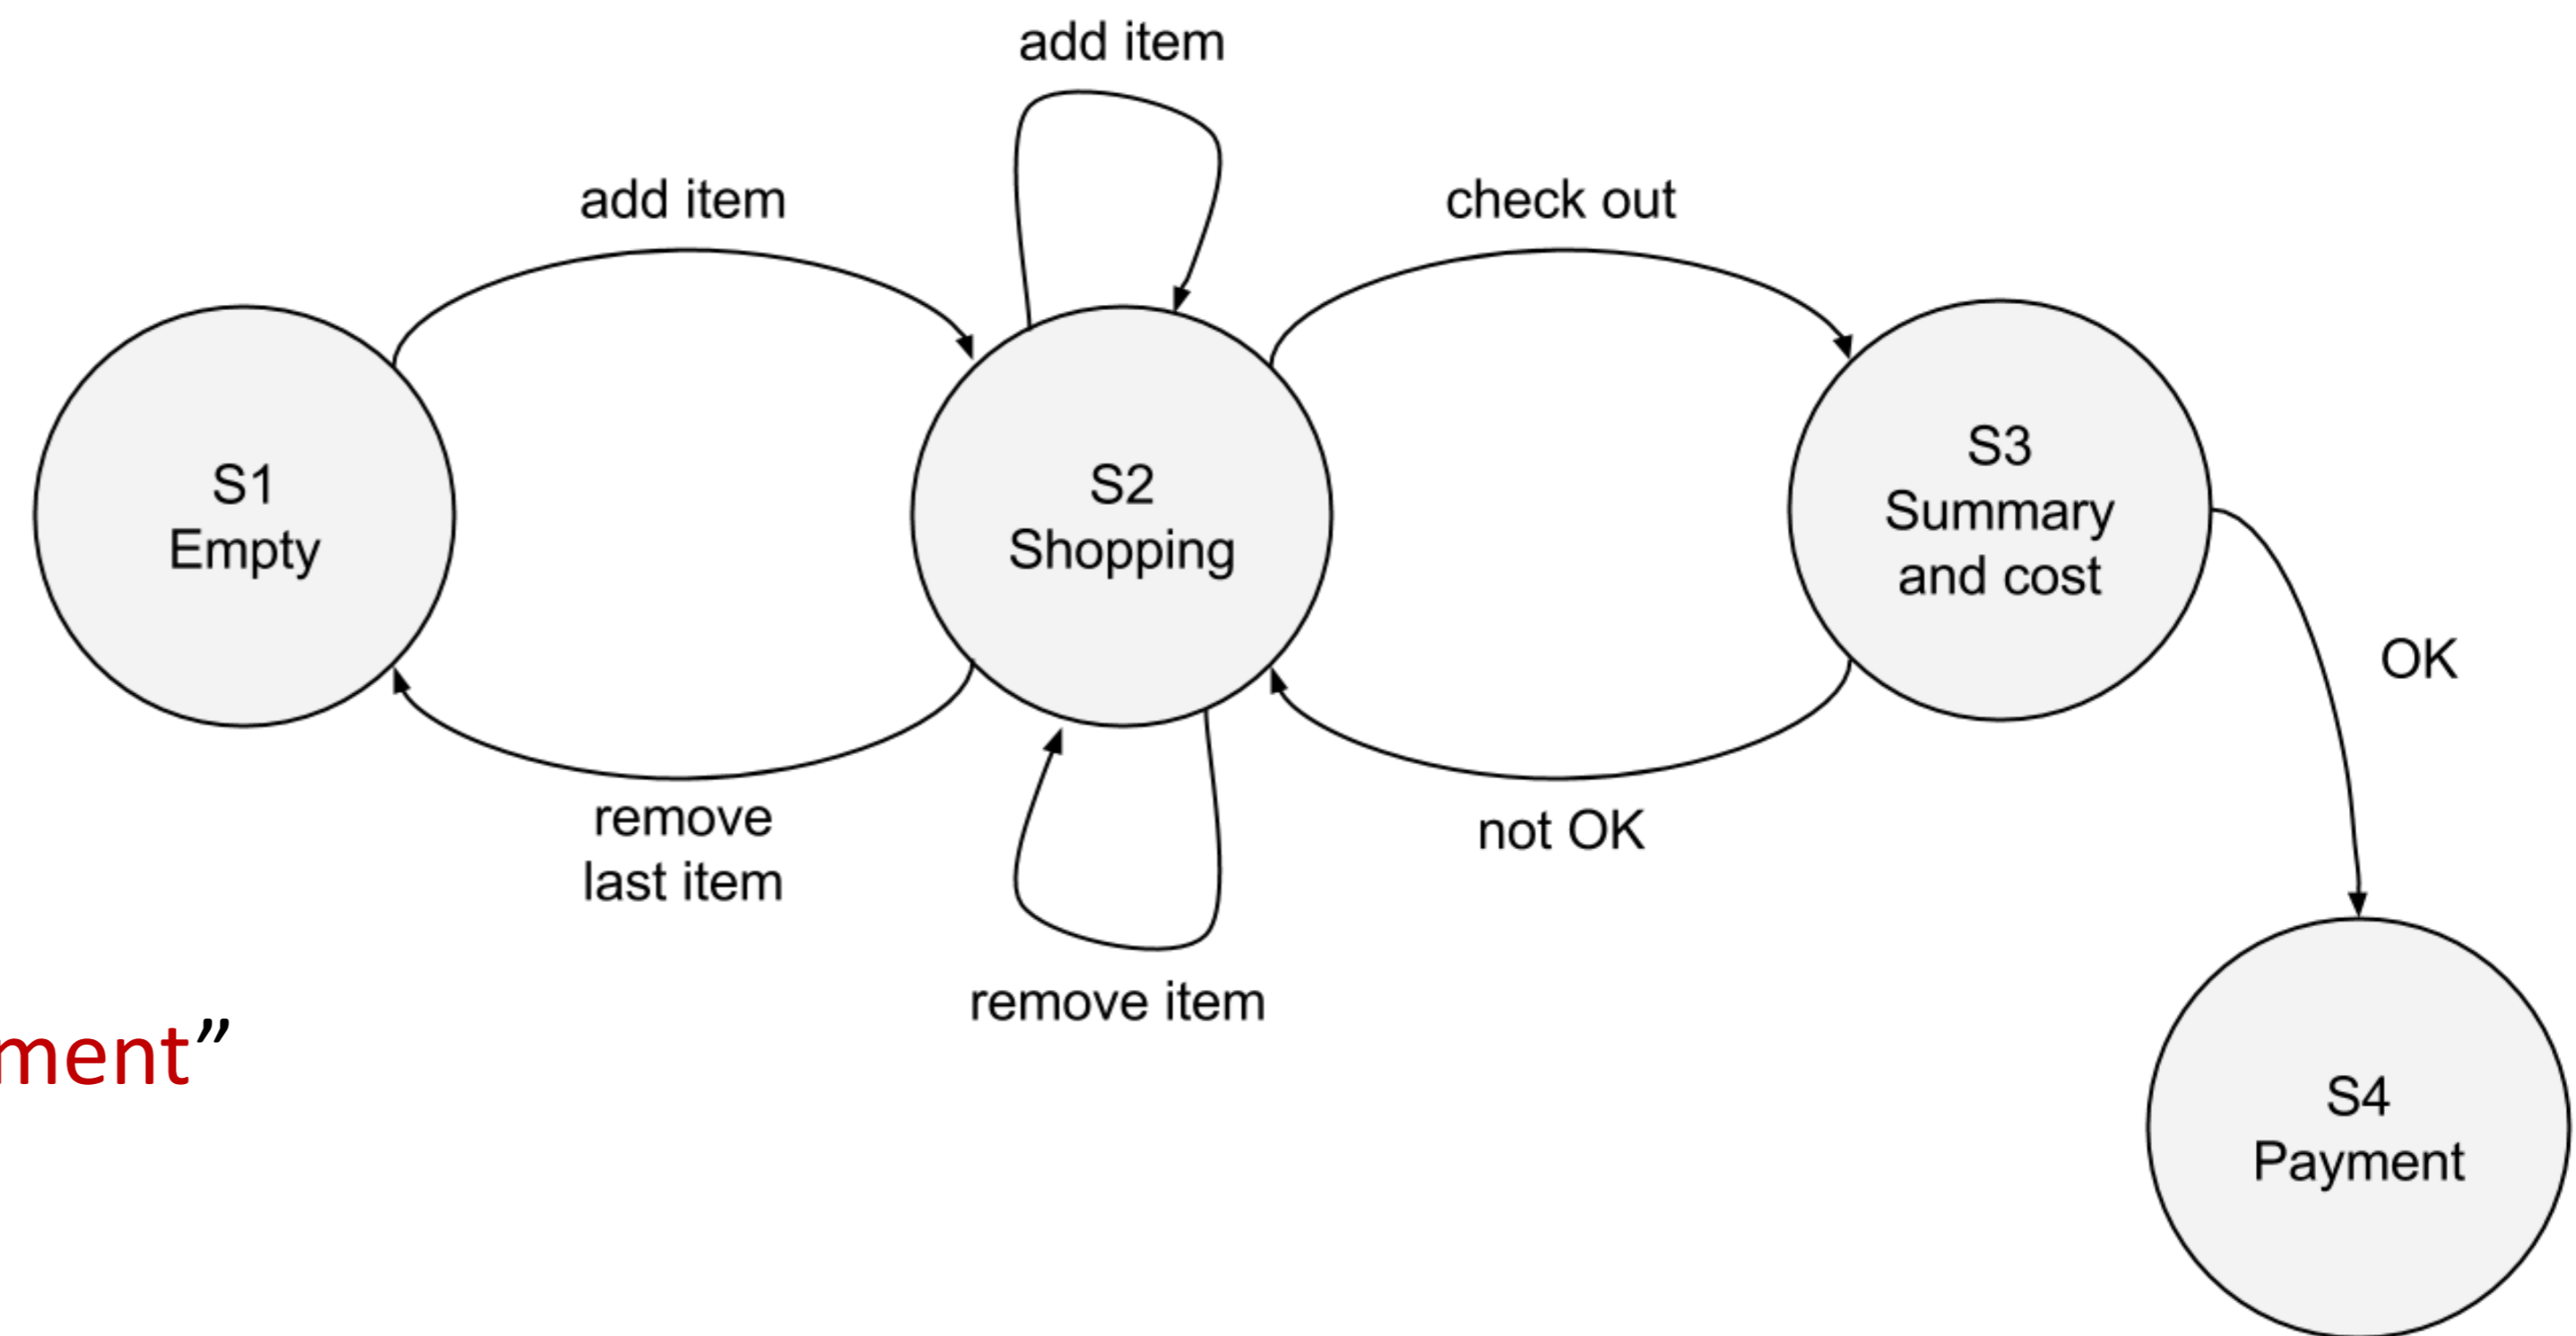 add item
add item
check out
S1
Empty
S2
Shopping
S3
Summary
and cost
OK
remove
last item
not OK
remove item
ment”
S4
Payment